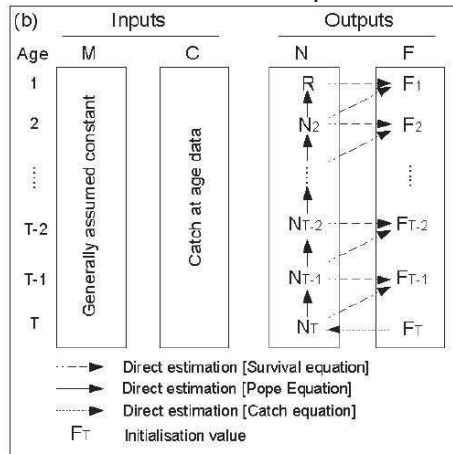 (b) Inputs Outputs
Age M C N F
1 R F1
2 N2 F2
Generally assumed constant
Catch at age data
T-2 NT-2 FT-2
T-1 NT-1 FT-1
T NT FT
Direct estimation [Survival equation]
Direct estimation [Pope Equation]
Direct estimation [Catch equation]
FT Initialisation value